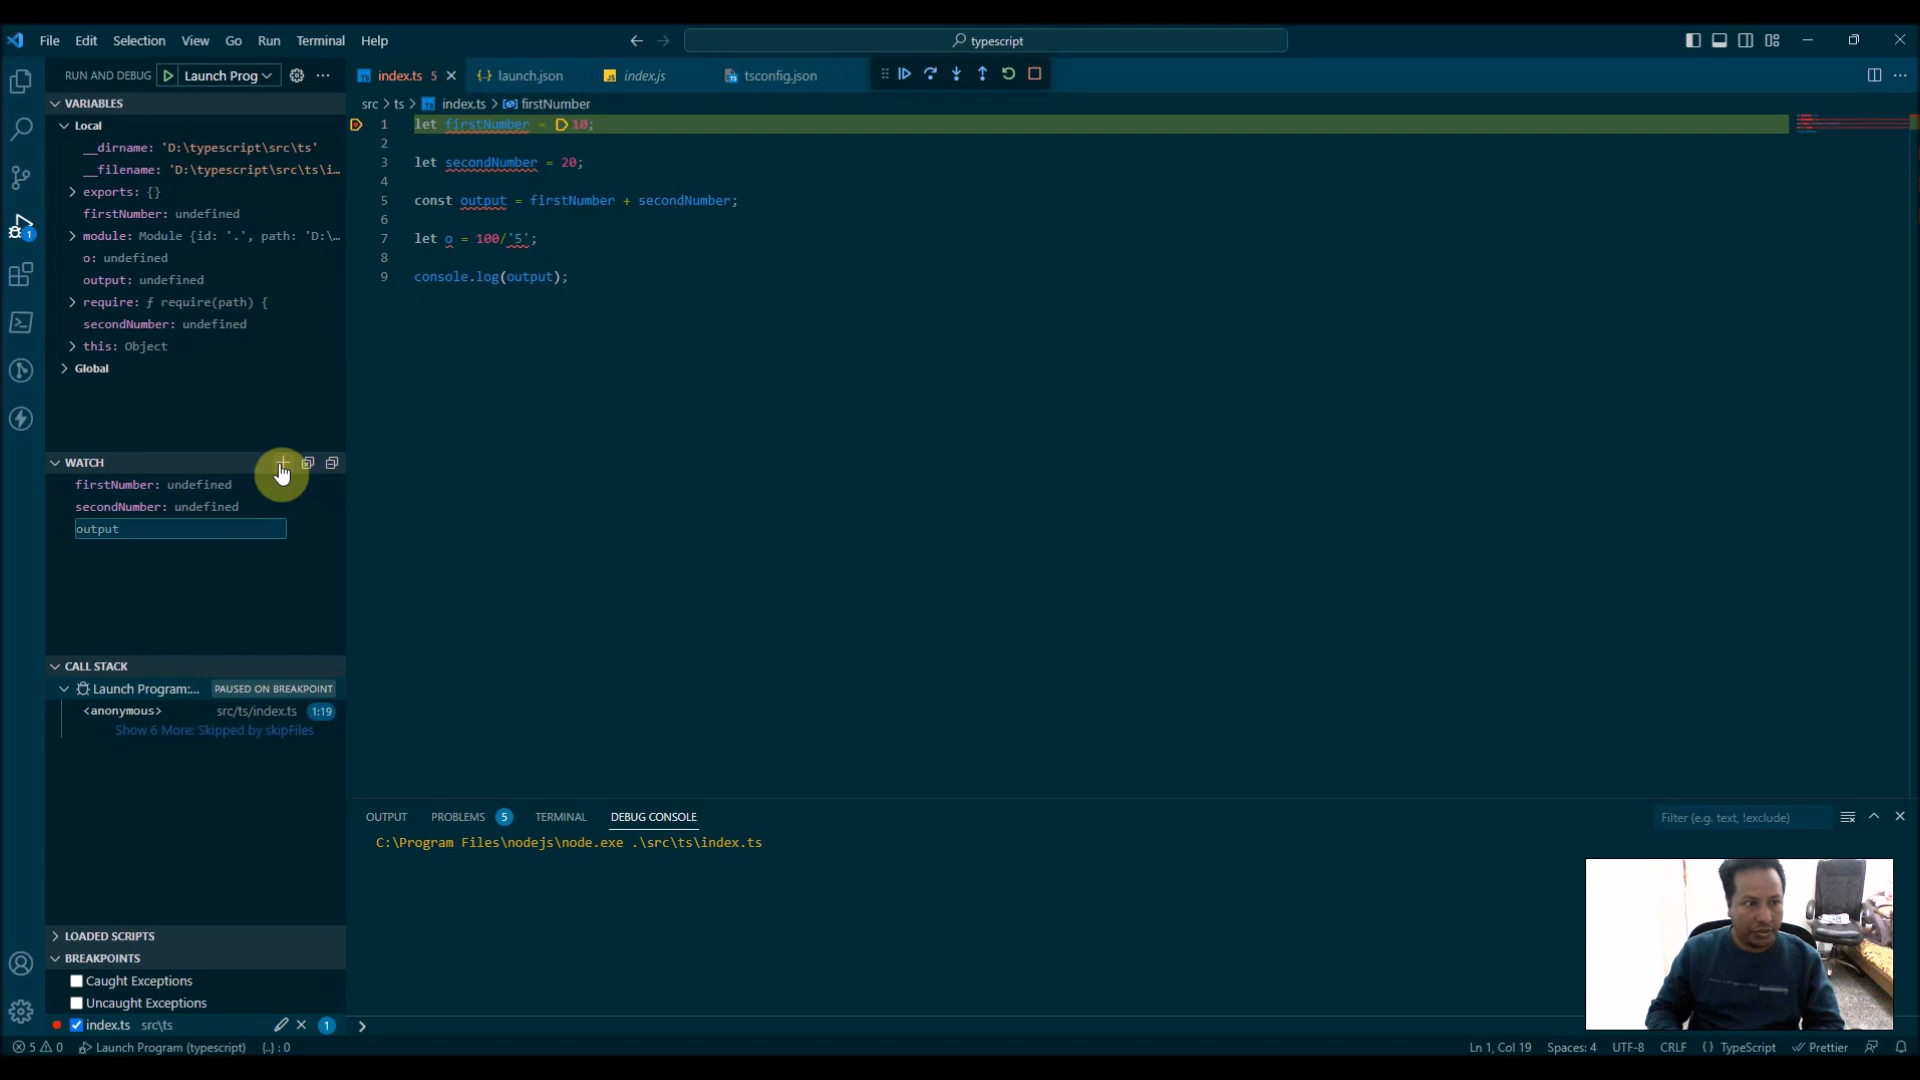 File Edit Selection View Go Run Terminal Help
typescript
RUN AND DEBUG Launch Prog
index.ts 5 launch.json index.js tsconfig.json
VARIABLES
src > ts > index.ts > firstNumber
Local
__dirname: 'D:\typescript\src\ts'
__filename: 'D:\typescript\src\ts\i...
exports: {}
firstNumber: undefined
module: Module {id: '.', path: 'D:\...
o: undefined
output: undefined
require: ƒ require(path) {
secondNumber: undefined
this: Object
Global
1 let firstNumber = 10;
2
3 let secondNumber = 20;
4
5 const output = firstNumber + secondNumber;
6
7 let o = 100/'5';
8
9 console.log(output);
WATCH
firstNumber: undefined
secondNumber: undefined
output
CALL STACK
Launch Program:... PAUSED ON BREAKPOINT
<anonymous> src/ts/index.ts 1:19
Show 6 More: Skipped by skipFiles
OUTPUT PROBLEMS 5 TERMINAL DEBUG CONSOLE
Filter (e.g. text, !exclude)
C:\Program Files\nodejs\node.exe .\src\ts\index.ts
LOADED SCRIPTS
BREAKPOINTS
Caught Exceptions
Uncaught Exceptions
index.ts src\ts 1
1
5 0 Launch Program (typescript) {..} : 0
Ln 1, Col 19 Spaces: 4 UTF-8 CRLF {} TypeScript Prettier